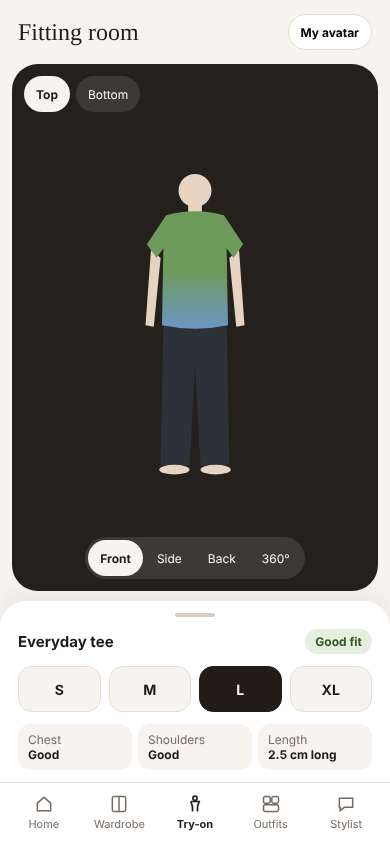 Fitting room
My avatar
Top
Bottom
Front
Side
Back
360°
Everyday tee
Good fit
S
M
L
XL
Chest
Good
Shoulders
Good
Length
2.5 cm long
Home
Wardrobe
Try-on
Outfits
Stylist